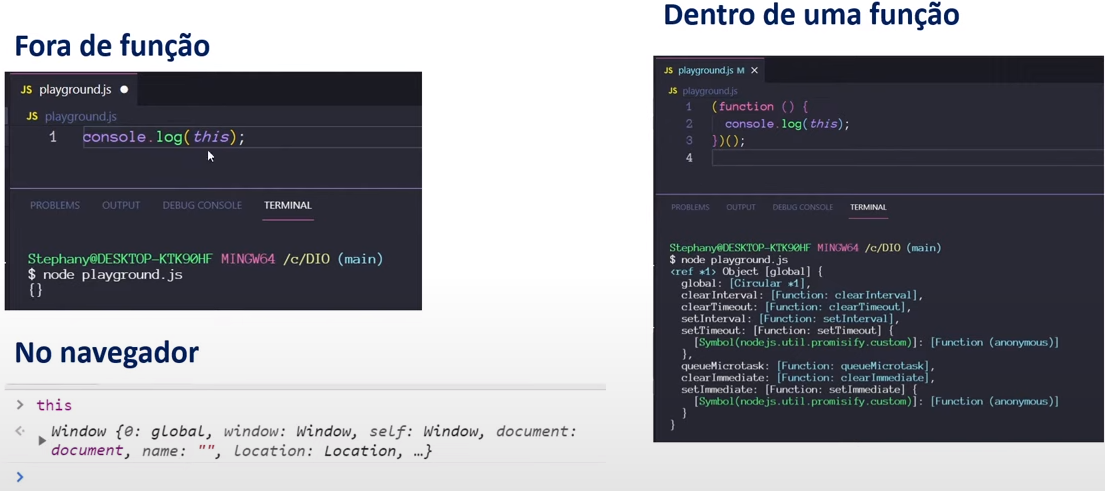 Fora de função
JS playground.js ●
JS playground.js
1 console.log(this);
PROBLEMS OUTPUT DEBUG CONSOLE TERMINAL
Stephany@DESKTOP-KTK90HF MINGW64 /c/DIO (main)
$ node playground.js
{}
No navegador
> this
Window {0: global, window: Window, self: Window, document:
document, name: "", location: Location, …}
Dentro de uma função
JS playground.js M ✕
JS playground.js
1 (function () {
2 console.log(this);
3 })();
4
PROBLEMS OUTPUT DEBUG CONSOLE TERMINAL
Stephany@DESKTOP-KTK90HF MINGW64 /c/DIO (main)
$ node playground.js
<ref *1> Object [global] {
global: [Circular *1],
clearInterval: [Function: clearInterval],
clearTimeout: [Function: clearTimeout],
setInterval: [Function: setInterval],
setTimeout: [Function: setTimeout] {
[Symbol(nodejs.util.promisify.custom)]: [Function (anonymous)]
},
queueMicrotask: [Function: queueMicrotask],
clearImmediate: [Function: clearImmediate],
setImmediate: [Function: setImmediate] {
[Symbol(nodejs.util.promisify.custom)]: [Function (anonymous)]
}
}